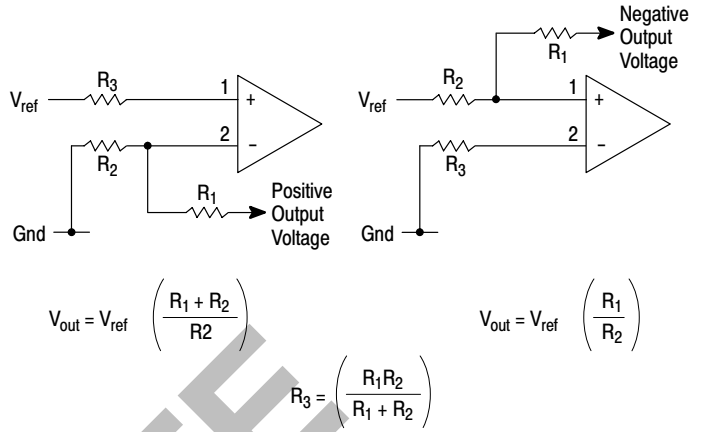 Vref
R3
1
+
2
−
R2
R1
Positive
Output
Voltage
Gnd
Negative
Output
Voltage
R1
R2
Vref
1
+
2
−
R3
Gnd
Vout = Vref ( R1 + R2 / R2 )
Vout = Vref ( R1 / R2 )
R3 = ( R1R2 / R1 + R2 )